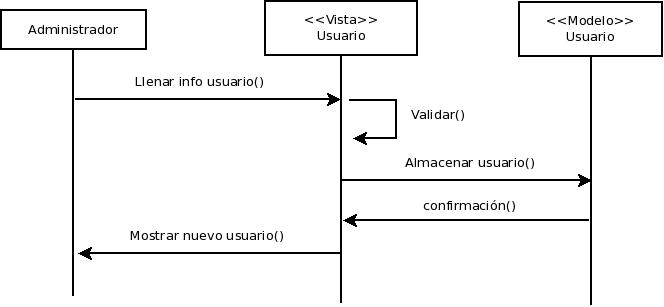 Administrador
<<Vista>>
Usuario
<<Modelo>>
Usuario
Llenar info usuario()
Validar()
Almacenar usuario()
confirmación()
Mostrar nuevo usuario()